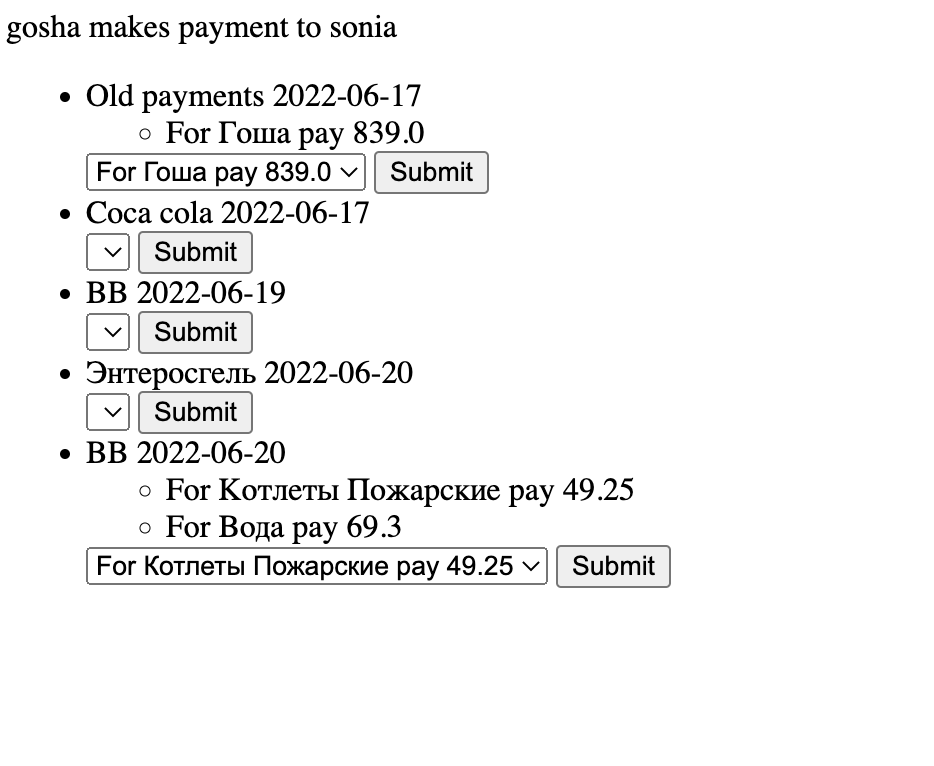 gosha makes payment to sonia
Old payments 2022-06-17
For Гоша pay 839.0
For Гоша pay 839.0 Submit
Coca cola 2022-06-17
Submit
BB 2022-06-19
Submit
Энтеросгель 2022-06-20
Submit
BB 2022-06-20
For Котлеты Пожарские pay 49.25
For Вода pay 69.3
For Котлеты Пожарские pay 49.25 Submit